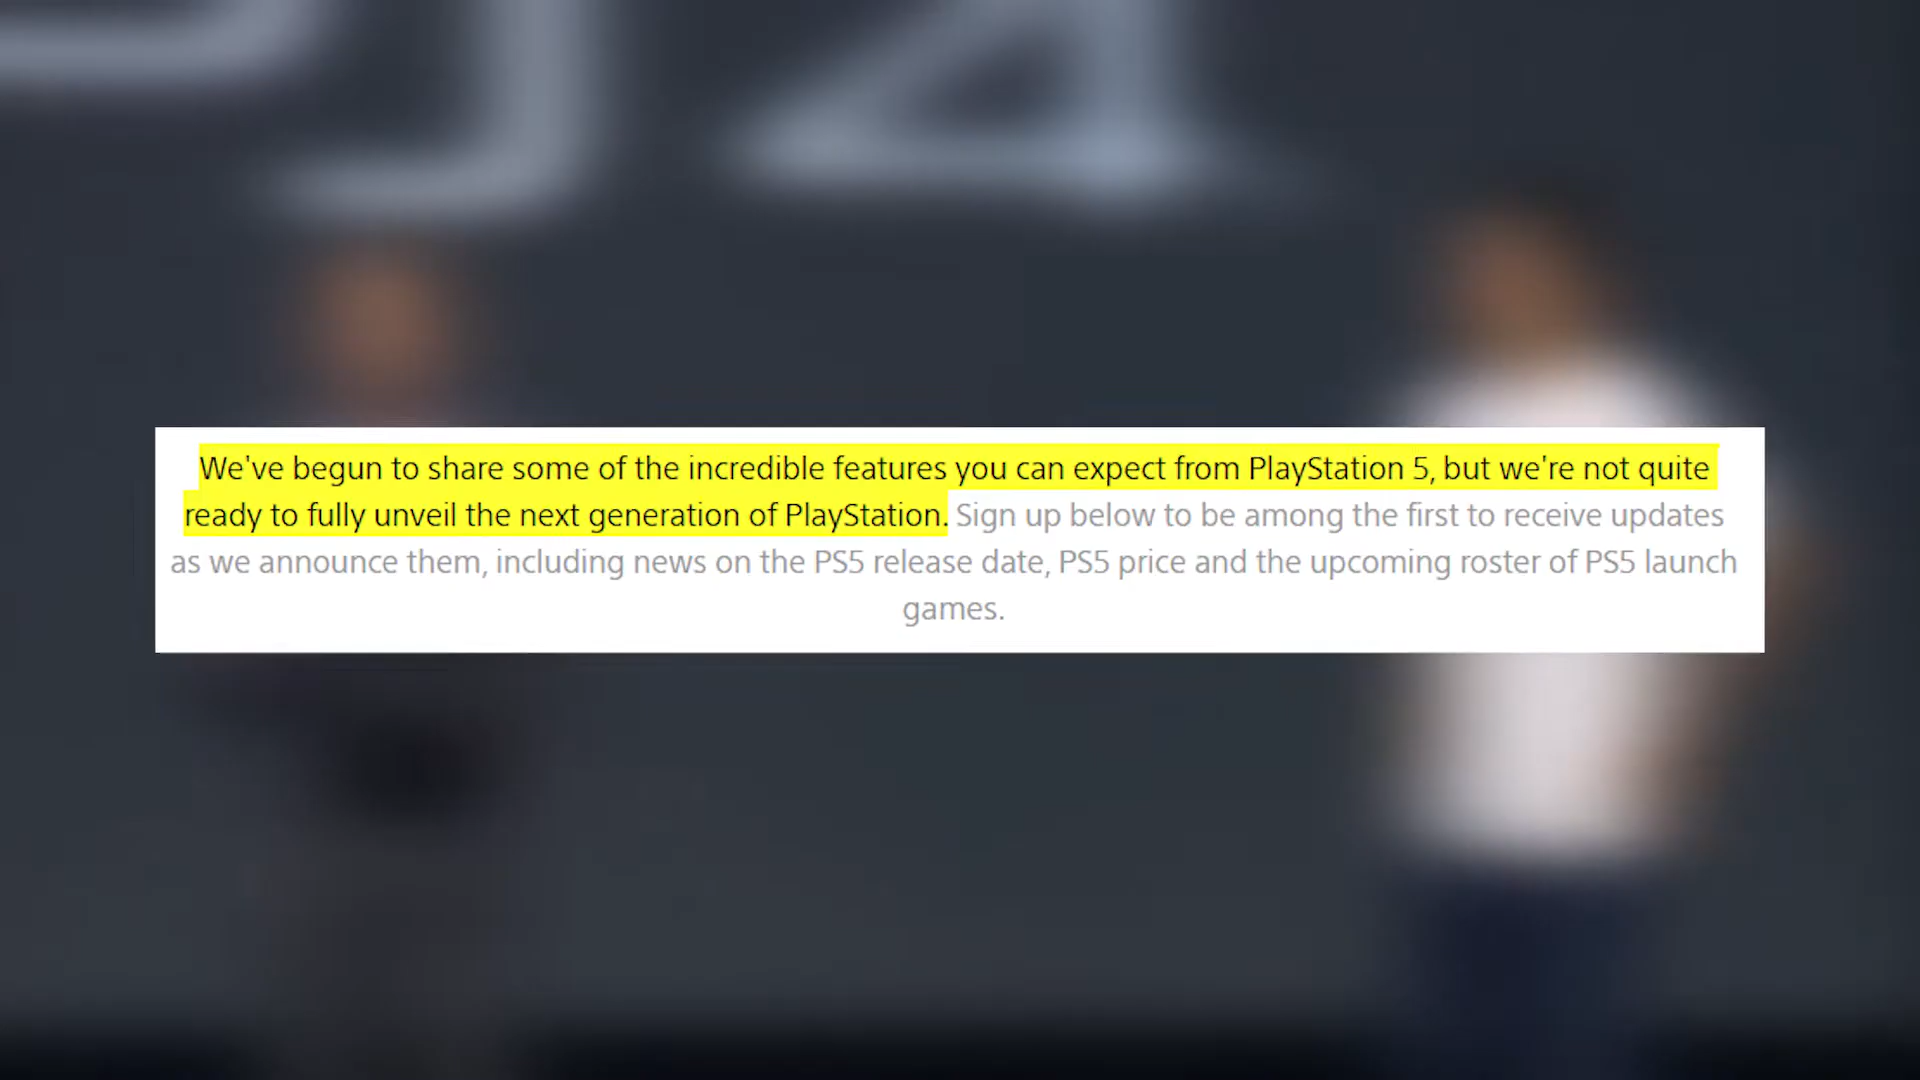 We've begun to share some of the incredible features you can expect from PlayStation 5, but we're not quite
ready to fully unveil the next generation of PlayStation. Sign up below to be among the first to receive updates
as we announce them, including news on the PS5 release date, PS5 price and the upcoming roster of PS5 launch
games.